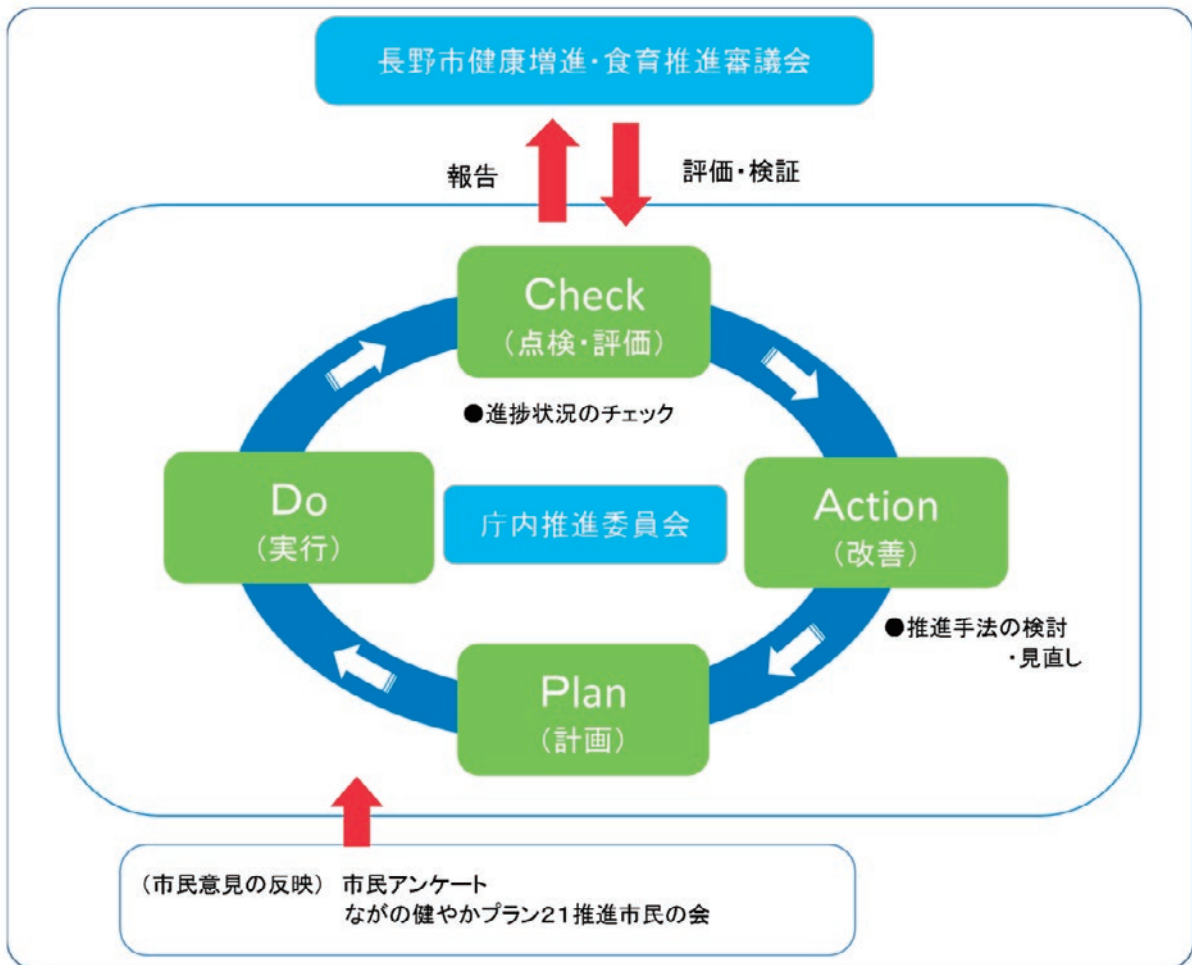 長野市健康増進・食育推進審議会
報告
評価・検証
Check
(点検・評価)
●進捗状況のチェック
Do
(実行)
庁内推進委員会
Action
(改善)
●推進手法の検討
・見直し
Plan
(計画)
(市民意見の反映) 市民アンケート
ながの健やかプラン21推進市民の会